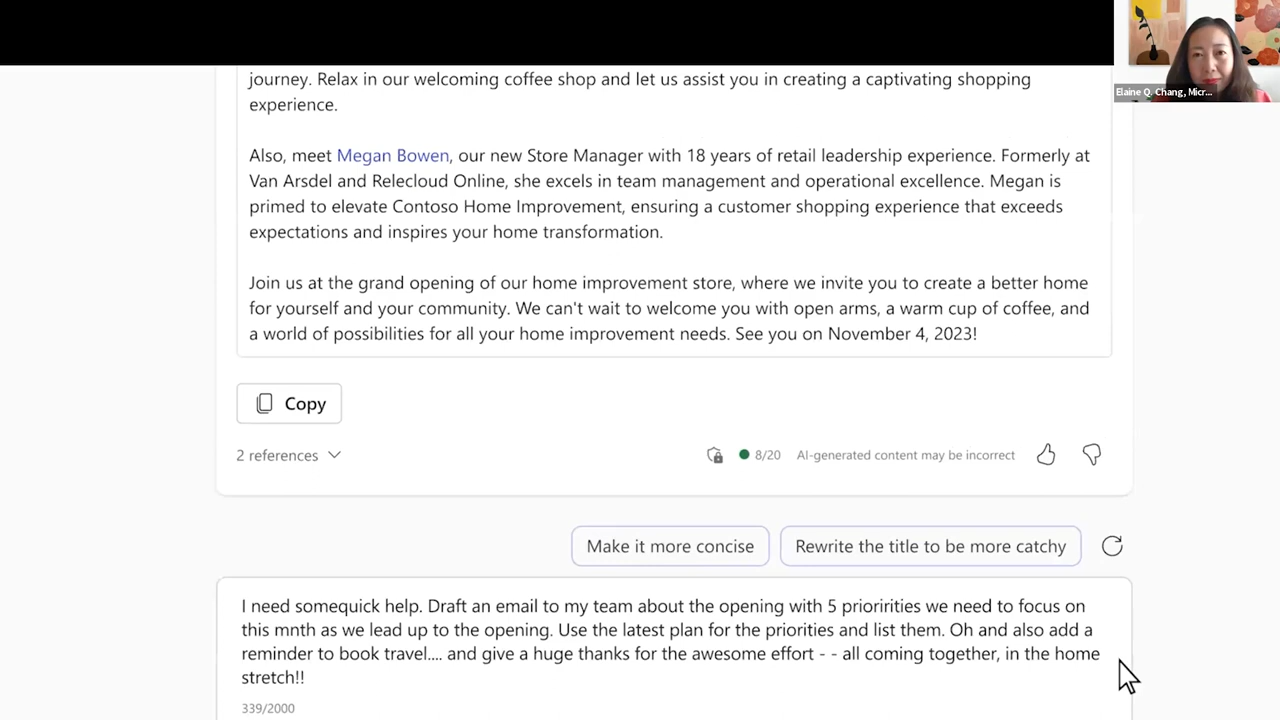 Elaine Q. Chang, Micr...
journey. Relax in our welcoming coffee shop and let us assist you in creating a captivating shopping
experience.
Also, meet Megan Bowen, our new Store Manager with 18 years of retail leadership experience. Formerly at
Van Arsdel and Relecloud Online, she excels in team management and operational excellence. Megan is
primed to elevate Contoso Home Improvement, ensuring a customer shopping experience that exceeds
expectations and inspires your home transformation.
Join us at the grand opening of our home improvement store, where we invite you to create a better home
for yourself and your community. We can't wait to welcome you with open arms, a warm cup of coffee, and
a world of possibilities for all your home improvement needs. See you on November 4, 2023!
Copy
2 references
8/20
AI-generated content may be incorrect
Make it more concise
Rewrite the title to be more catchy
I need somequick help. Draft an email to my team about the opening with 5 prioririties we need to focus on
this mnth as we lead up to the opening. Use the latest plan for the priorities and list them. Oh and also add a
reminder to book travel.... and give a huge thanks for the awesome effort - - all coming together, in the home
stretch!!
339/2000